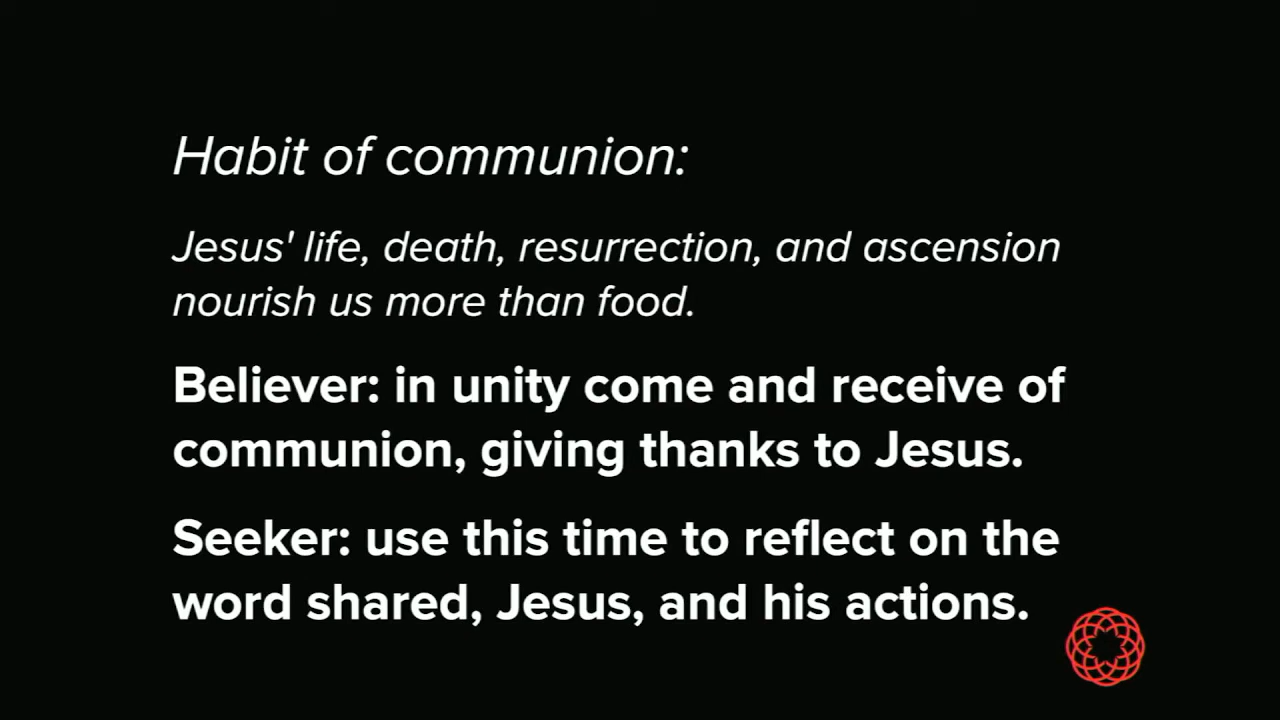 Habit of communion:
Jesus' life, death, resurrection, and ascension
nourish us more than food.
Believer: in unity come and receive of
communion, giving thanks to Jesus.
Seeker: use this time to reflect on the
word shared, Jesus, and his actions.